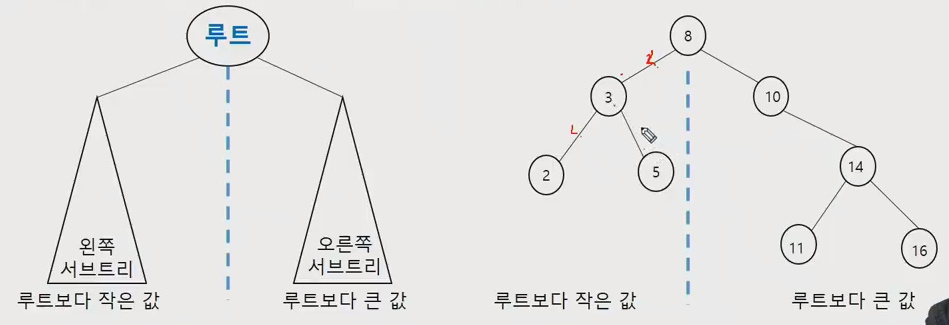 루트
왼쪽
서브트리
루트보다 작은 값
오른쪽
서브트리
루트보다 큰 값
8
3
10
2
5
14
11
16
루트보다 작은 값
루트보다 큰 값